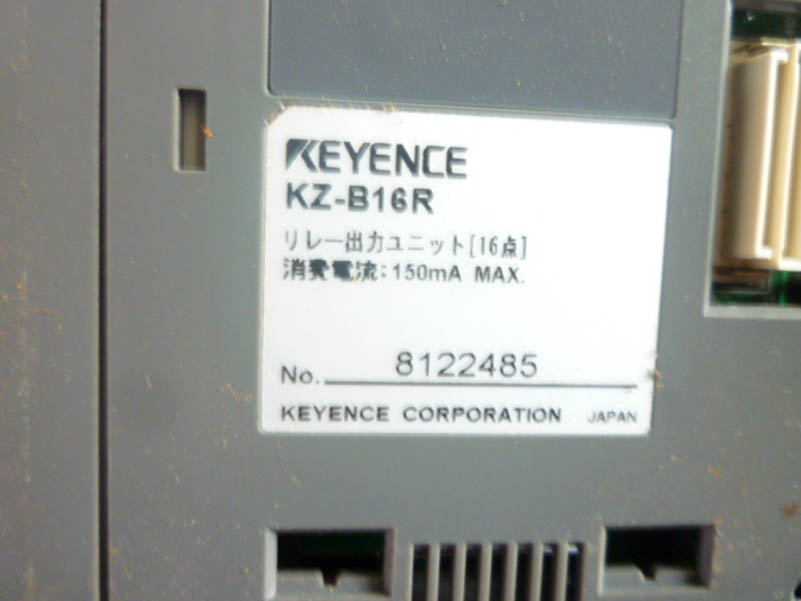 KEYENCE
KZ-B16R
リレー出力ユニット[16点]
消費電流:150mA MAX.
No. 8122485
KEYENCE CORPORATION JAPAN